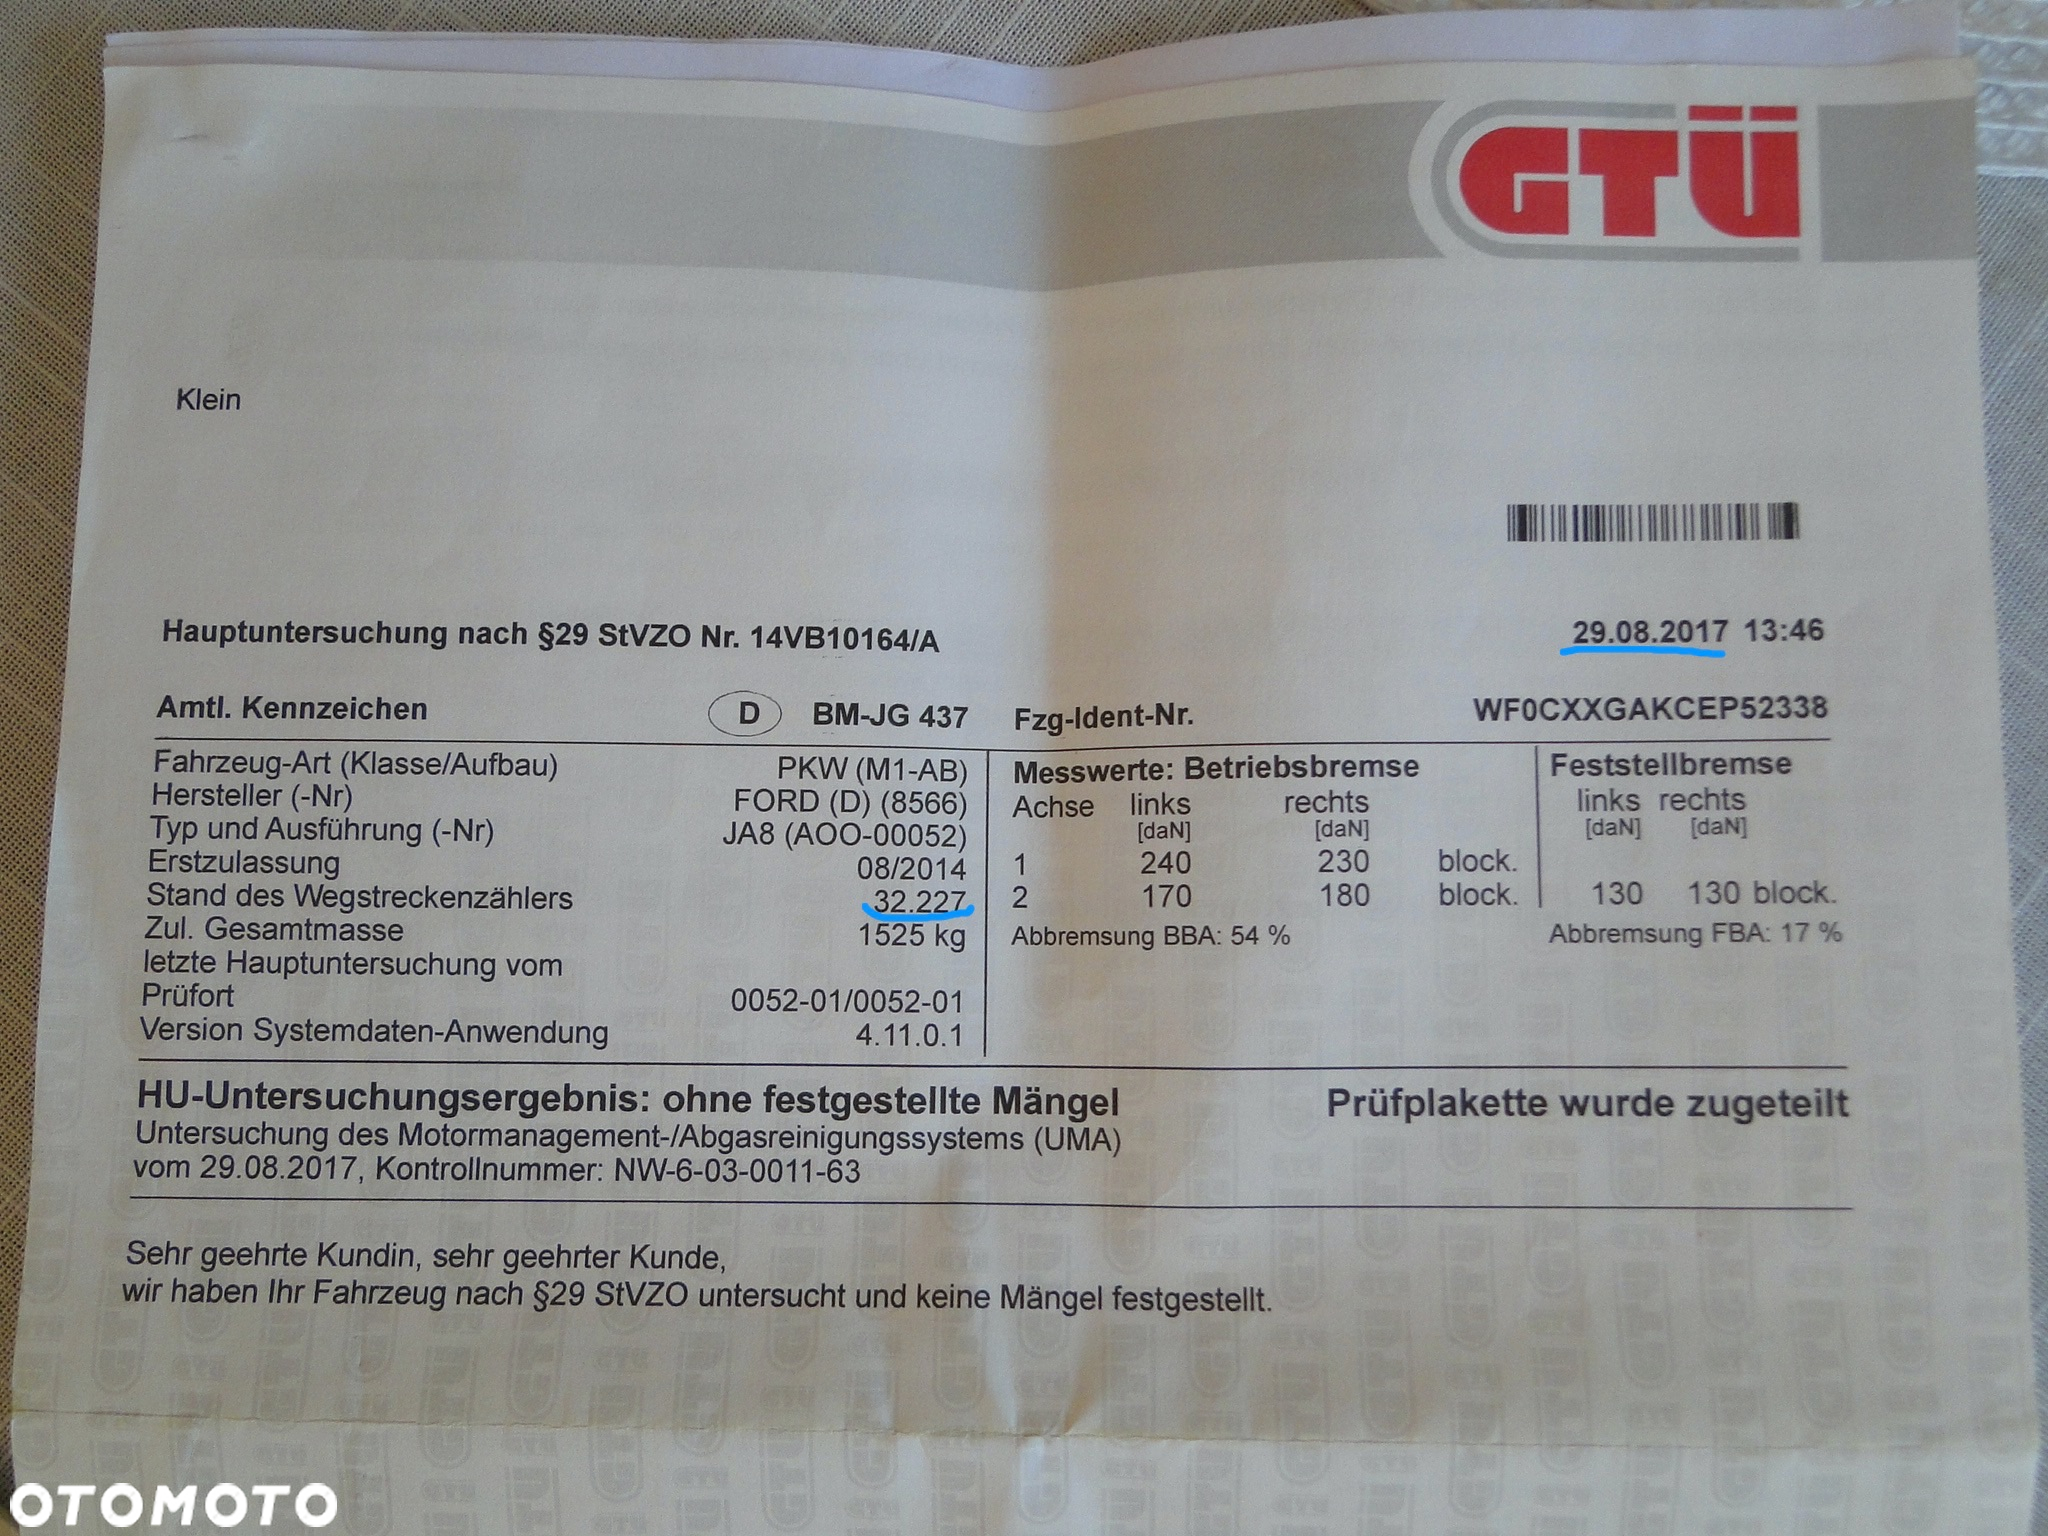 GTÜ
Klein
Hauptuntersuchung nach §29 StVZO Nr. 14VB10164/A 29.08.2017 13:46
Amtl. Kennzeichen D BM-JG 437 Fzg-Ident-Nr. WF0CXXGAKCEP52338
Fahrzeug-Art (Klasse/Aufbau) PKW (M1-AB)
Hersteller (-Nr) FORD (D) (8566)
Typ und Ausführung (-Nr) JA8 (AOO-00052)
Erstzulassung 08/2014
Stand des Wegstreckenzählers 32.227
Zul. Gesamtmasse 1525 kg
letzte Hauptuntersuchung vom
Prüfort 0052-01/0052-01
Version Systemdaten-Anwendung 4.11.0.1
Messwerte: Betriebsbremse Feststellbremse
Achse links rechts links rechts
[daN] [daN] [daN] [daN]
1 240 230 block.
2 170 180 block. 130 130 block.
Abbremsung BBA: 54 % Abbremsung FBA: 17 %
HU-Untersuchungsergebnis: ohne festgestellte Mängel Prüfplakette wurde zugeteilt
Untersuchung des Motormanagement-/Abgasreinigungssystems (UMA)
vom 29.08.2017, Kontrollnummer: NW-6-03-0011-63
Sehr geehrte Kundin, sehr geehrter Kunde,
wir haben Ihr Fahrzeug nach §29 StVZO untersucht und keine Mängel festgestellt.
OTOMOTO